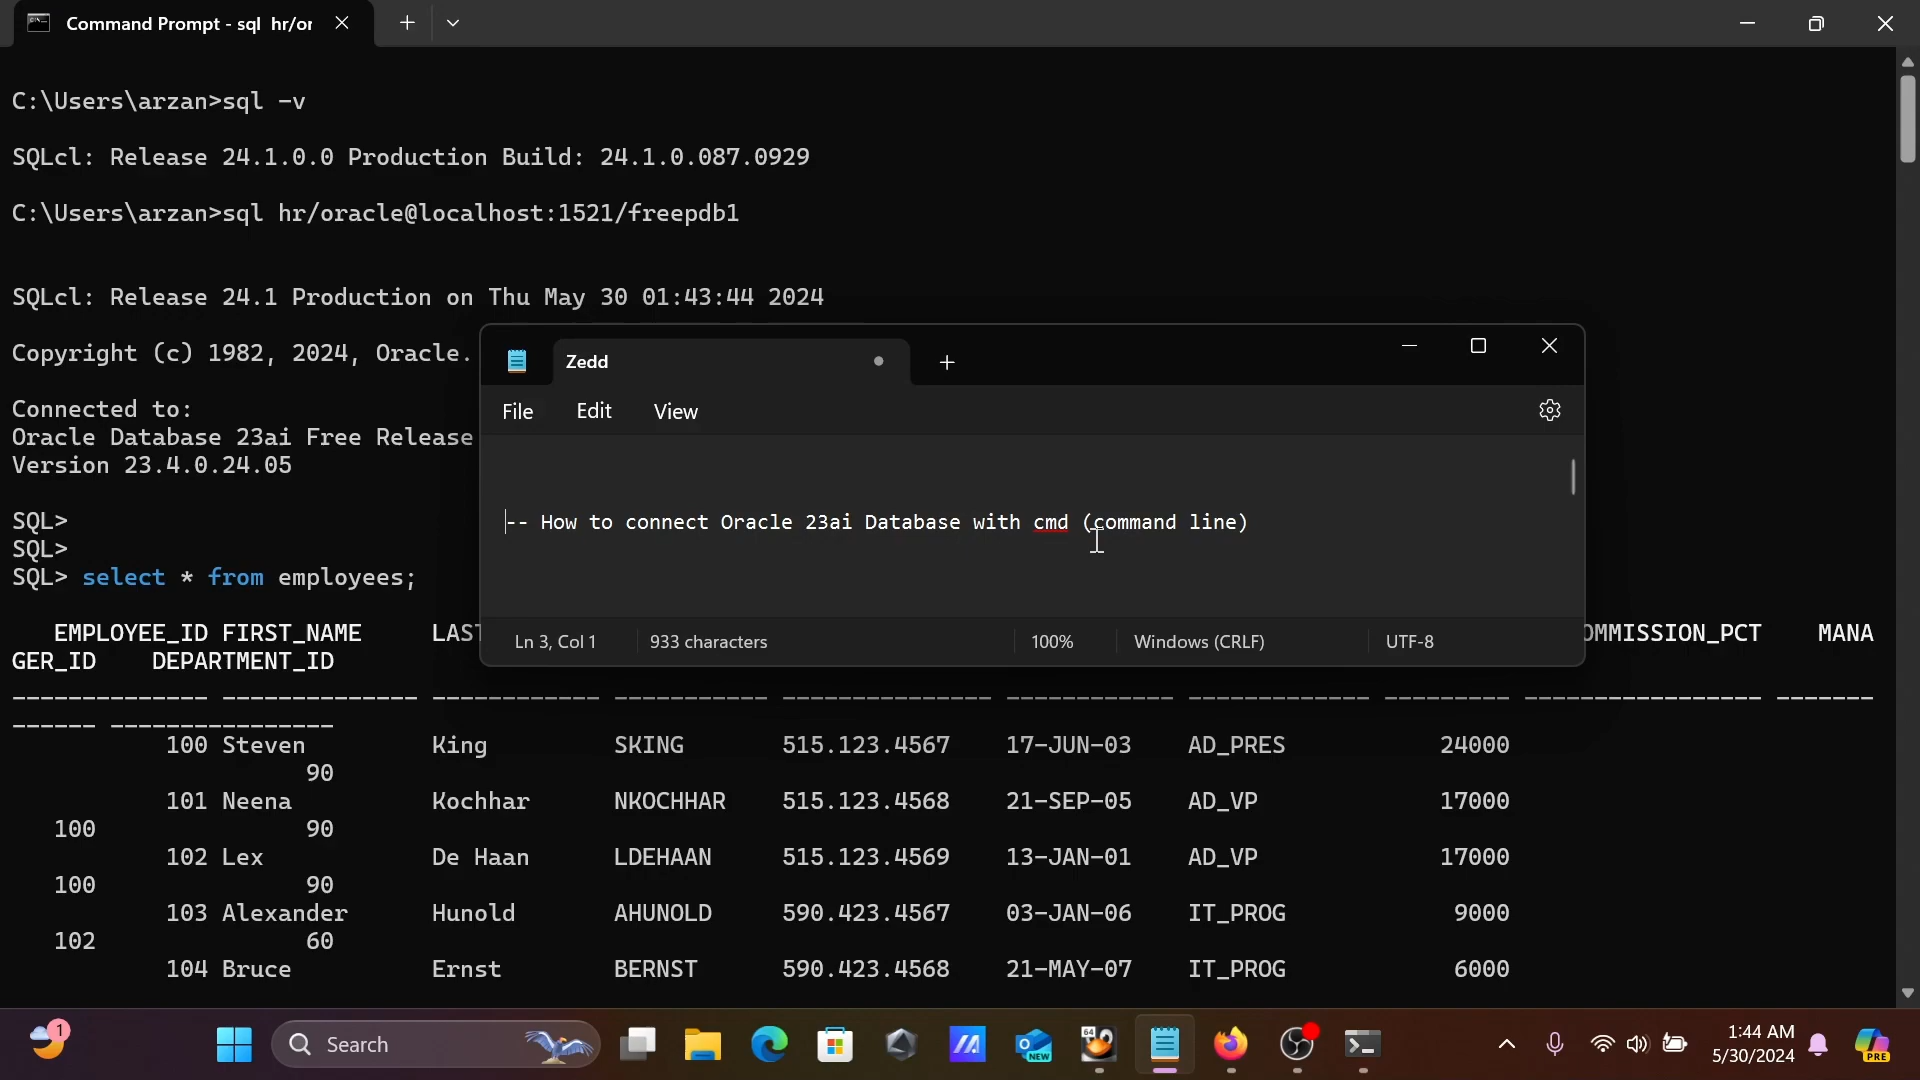 Command Prompt - sql hr/or
C:\Users\arzan>sql -v
SQLcl: Release 24.1.0.0 Production Build: 24.1.0.087.0929
C:\Users\arzan>sql hr/oracle@localhost:1521/freepdb1
SQLcl: Release 24.1 Production on Thu May 30 01:43:44 2024
Copyright (c) 1982, 2024, Oracle.
Connected to:
Oracle Database 23ai Free Release
Version 23.4.0.24.05
SQL>
SQL>
SQL> select * from employees;
Zedd
File Edit View
-- How to connect Oracle 23ai Database with cmd (command line)
Ln 3, Col 1 933 characters 100% Windows (CRLF) UTF-8
EMPLOYEE_ID FIRST_NAME LAST OMMISSION_PCT MANA
GER_ID DEPARTMENT_ID
-------------- -------------- ------------ ----------- --------------- ------------ ------------- --------- ----------------- -------
------ ----------------
100 Steven King SKING 515.123.4567 17-JUN-03 AD_PRES 24000
90
101 Neena Kochhar NKOCHHAR 515.123.4568 21-SEP-05 AD_VP 17000
100 90
102 Lex De Haan LDEHAAN 515.123.4569 13-JAN-01 AD_VP 17000
100 90
103 Alexander Hunold AHUNOLD 590.423.4567 03-JAN-06 IT_PROG 9000
102 60
104 Bruce Ernst BERNST 590.423.4568 21-MAY-07 IT_PROG 6000
1 Search 64 NEW 1:44 AM PRE
5/30/2024